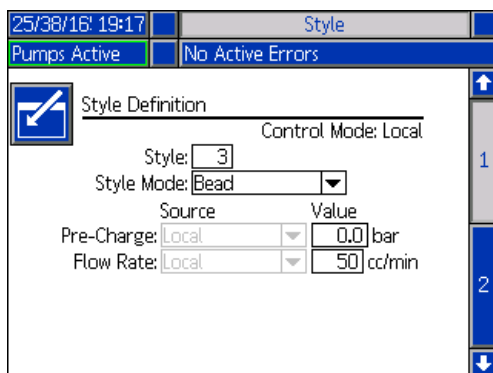 25/38/16! 19:17 Style
Pumps Active No Active Errors
Style Definition
Control Mode: Local
1
Style: 3
Style Mode: Bead
Source Value
Pre-Charge: Local 0.0 bar
Flow Rate: Local 50 cc/min
2